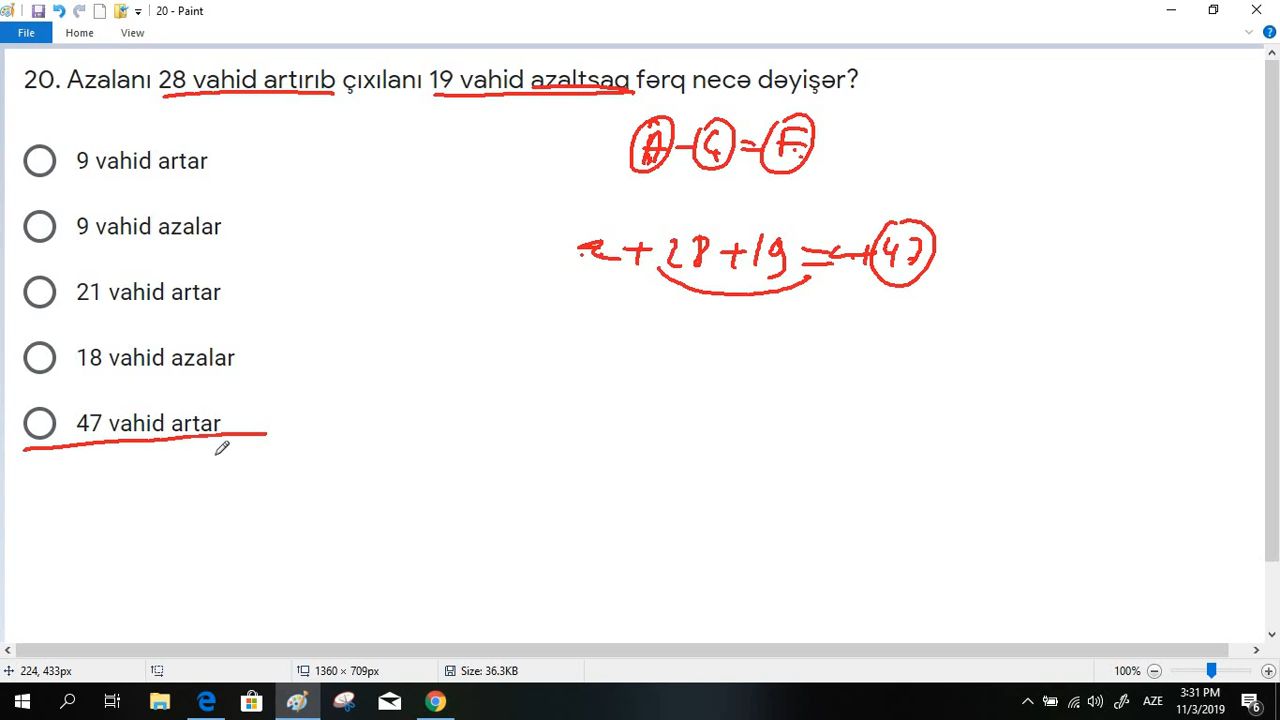 20 - Paint
File Home View
20. Azalanı 28 vahid artırıb çıxılanı 19 vahid azaltsaq fərq necə dəyişər?
A - Ç = F
9 vahid artar
9 vahid azalar
x + 28 + 19 = x + 47
21 vahid artar
18 vahid azalar
47 vahid artar
224, 433px 1360 × 709px Size: 36.3KB 100%
AZE 3:31 PM
11/3/2019 6